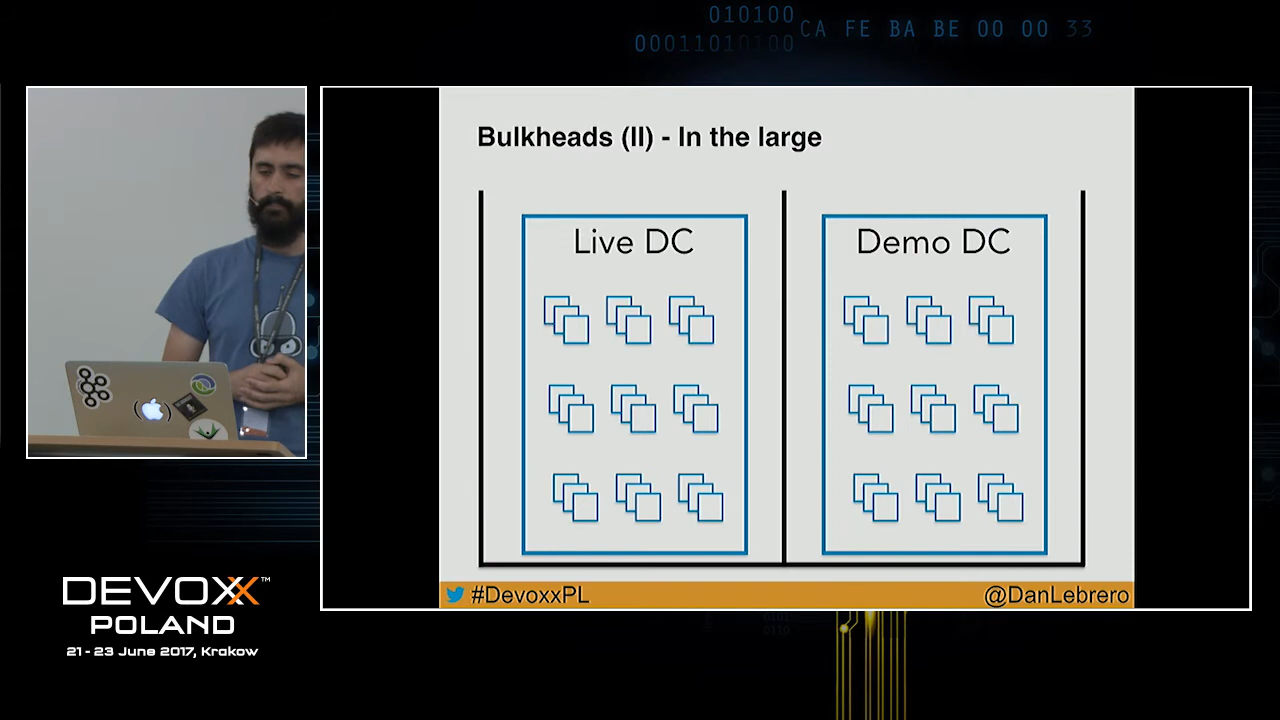 010100
00011010100
CA FE BA BE 00 00 33
Bulkheads (II) - In the large
Live DC
Demo DC
#DevoxxPL
@DanLebrero
DEVOXX™
POLAND
21 - 23 June 2017, Krakow